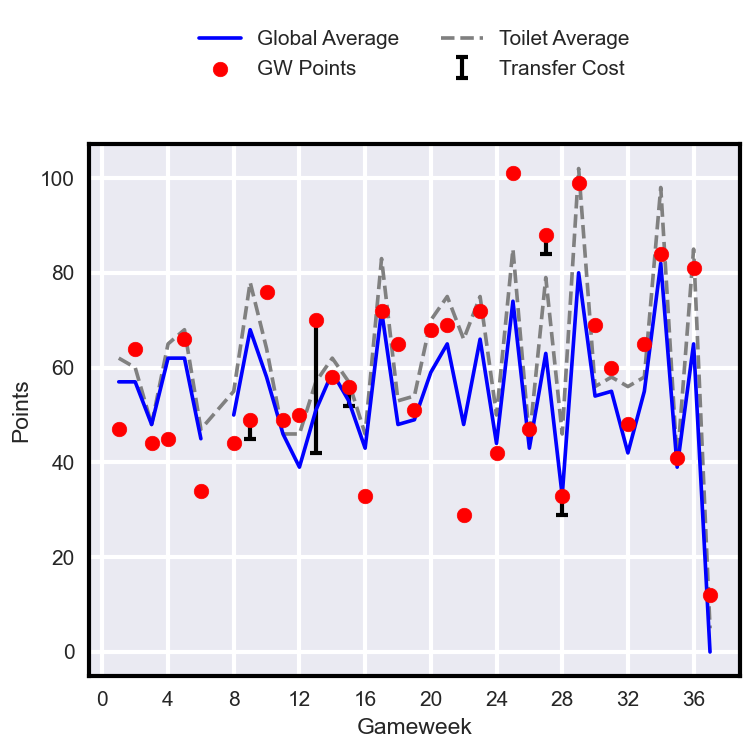 Global Average
Toilet Average
GW Points
Transfer Cost
100
80
60
40
20
0
Points
0 4 8 12 16 20 24 28 32 36
Gameweek